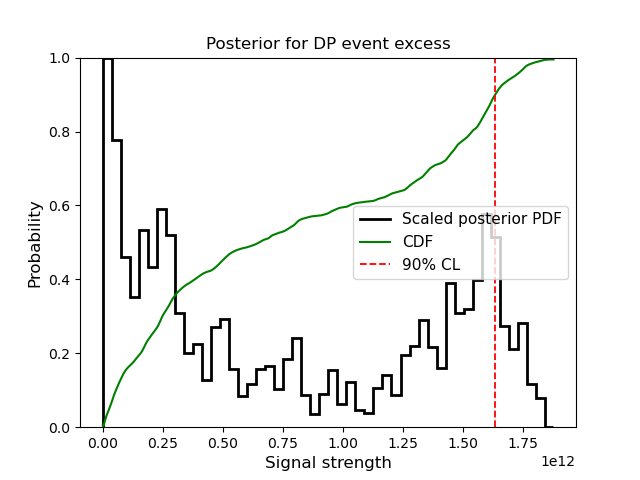 Posterior for DP event excess
Probability
1.0
0.8
0.6
0.4
0.2
0.0
Scaled posterior PDF
CDF
90% CL
0.00 0.25 0.50 0.75 1.00 1.25 1.50 1.75
1e12
Signal strength